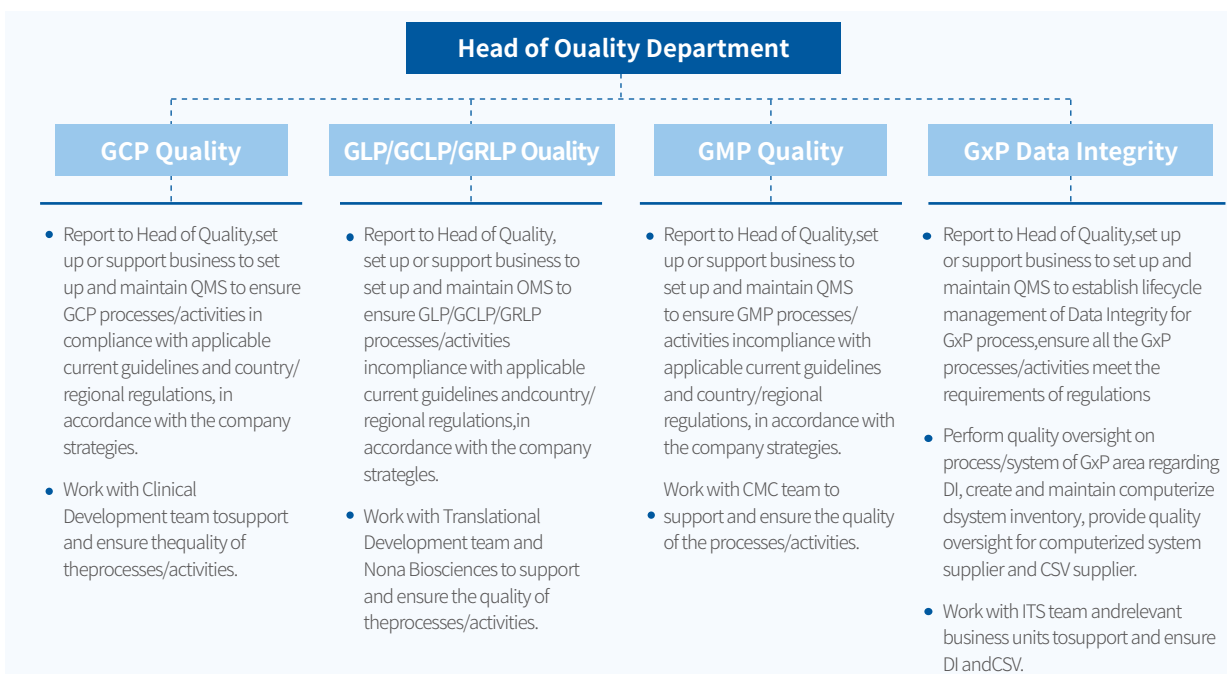 Head of Ouality Department
GCP Quality
Report to Head of Quality,set
up or support business to set
up and maintain QMS to ensure
GCP processes/activities in
compliance with applicable
current guidelines and country/
regional regulations, in
accordance with the company
strategies.
Work with Clinical
Development team tosupport
and ensure thequality of
theprocesses/activities.
GLP/GCLP/GRLP Ouality
Report to Head of Quality,
set up or support business to
set up and maintain OMS to
ensure GLP/GCLP/GRLP
processes/activities
incompliance with applicable
current guidelines andcountry/
regional regulations,in
accordance with the company
strategles.
Work with Translational
Development team and
Nona Biosciences to support
and ensure the quality of
theprocesses/activities.
GMP Quality
Report to Head of Quality,set
up or support business to
set up and maintain QMS
to ensure GMP processes/
activities incompliance with
applicable current guidelines
and country/regional
regulations, in accordance with
the company strategies.
Work with CMC team to
support and ensure the quality
of the processes/activities.
GxP Data Integrity
Report to Head of Quality,set up
or support business to set up and
maintain QMS to establish lifecycle
management of Data Integrity for
GxP process,ensure all the GxP
processes/activities meet the
requirements of regulations
Perform quality oversight on
process/system of GxP area regarding
DI, create and maintain computerize
dsystem inventory, provide quality
oversight for computerized system
supplier and CSV supplier.
Work with ITS team andrelevant
business units tosupport and ensure
DI andCSV.